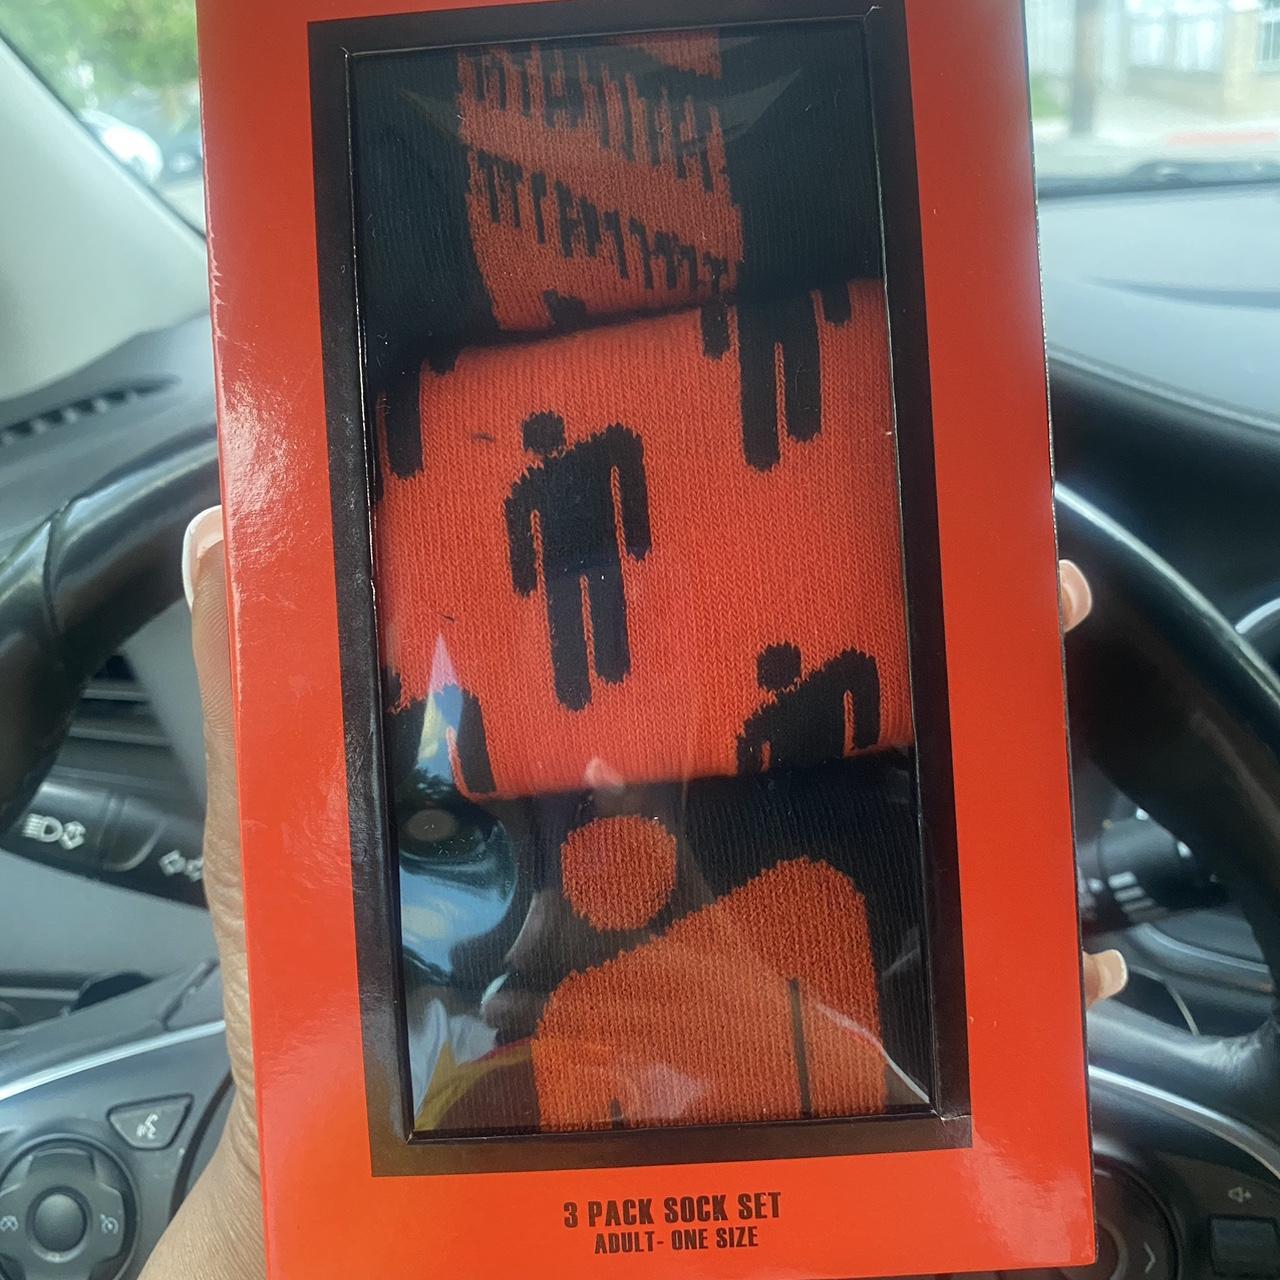 3 PACK SOCK SET
ADULT- ONE SIZE